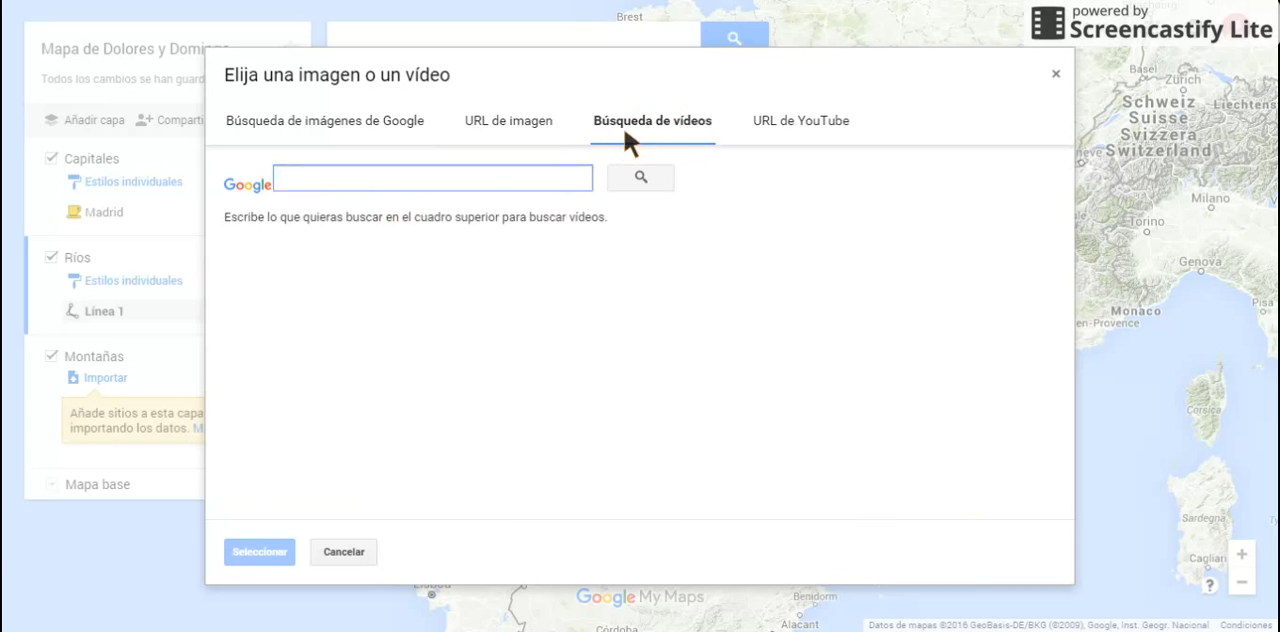 Brest
powered by
Screencastify Lite
Mapa de Dolores y Domingo
Todos los cambios se han guard
Elija una imagen o un vídeo
×
Basel
Zürich
Schweiz
Liechtens
Suisse
Svizzera
Switzerland
neve
Añadir capa
Comparti
Búsqueda de imágenes de Google
URL de imagen
Búsqueda de vídeos
URL de YouTube
Capitales
Estilos individuales
Madrid
Google
Escribe lo que quieras buscar en el cuadro superior para buscar vídeos.
Milano
Torino
Ríos
Estilos individuales
Línea 1
Genova
Pisa
Monaco
en-Provence
Montañas
Importar
Añade sitios a esta capa
importando los datos. M
Corsica
Mapa base
Sardegna
Cagliari
Seleccionar
Cancelar
Google My Maps
Benidorm
Alacant
Córdoba
Datos de mapas ©2016 GeoBasis-DE/BKG (©2009), Google, Inst. Geogr. Nacional
Condiciones